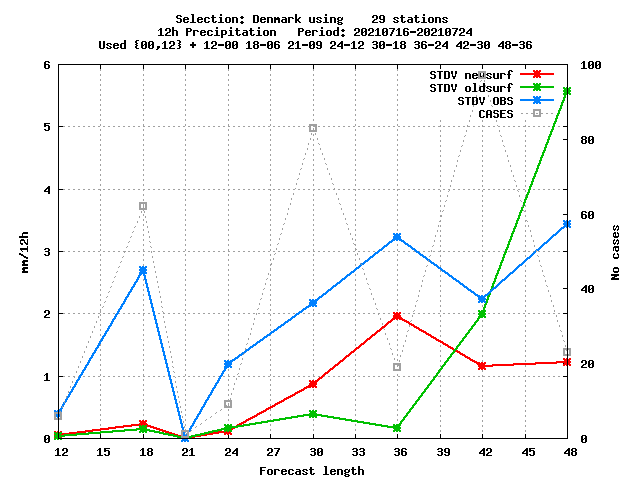 Selection: Denmark using    29 stations
12h Precipitation   Period: 20210716-20210724
Used {00,12} + 12-00 18-06 21-09 24-12 30-18 36-24 42-30 48-36
STDV newsurf
STDV oldsurf
STDV OBS
CASES
6
5
4
3
2
1
0
mm/12h
100
80
60
40
20
0
No cases
12 15 18 21 24 27 30 33 36 39 42 45 48
Forecast length